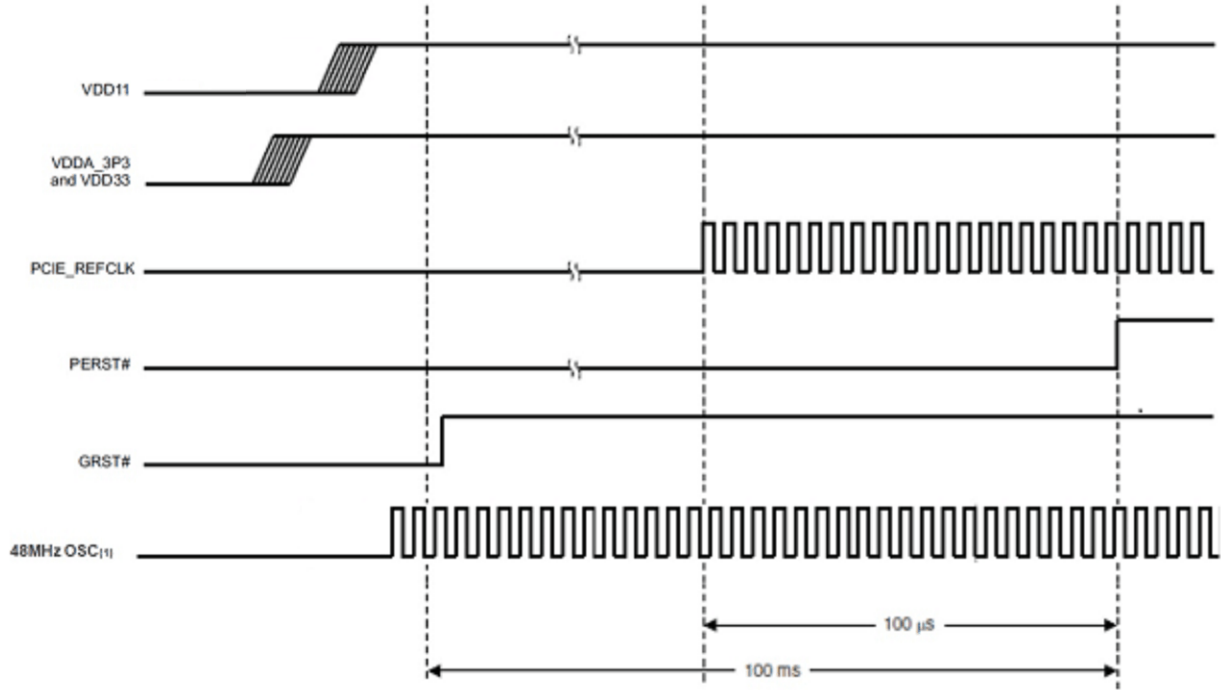 VDD11
VDDA_3P3
and VDD33
PCIE_REFCLK
PERST#
GRST#
48MHz OSC[1]
100 µs
100 ms